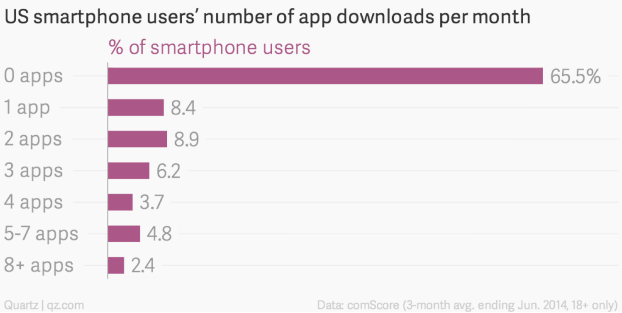 US smartphone users’ number of app downloads per month
% of smartphone users
0 apps 65.5%
1 app 8.4
2 apps 8.9
3 apps 6.2
4 apps 3.7
5-7 apps 4.8
8+ apps 2.4
Quartz | qz.com Data: comScore (3-month avg. ending Jun. 2014, 18+ only)